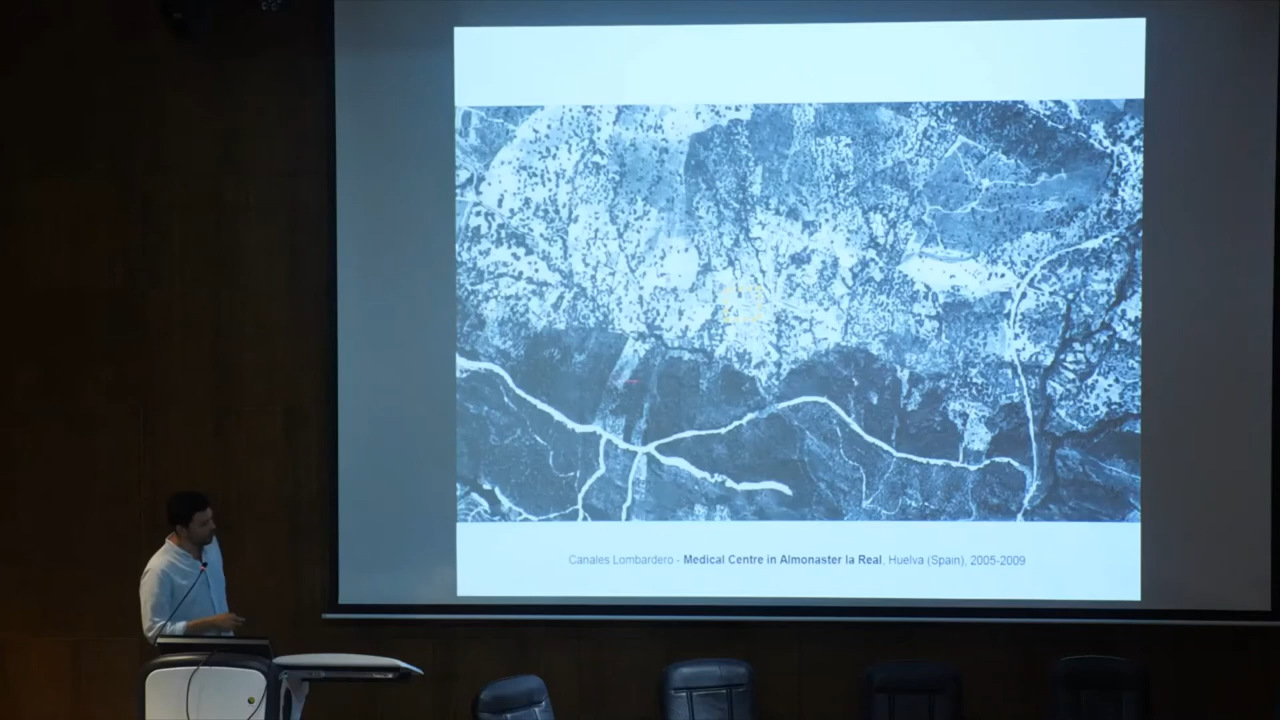 Canales Lombardero - Medical Centre in Almonaster la Real, Huelva (Spain), 2005-2009